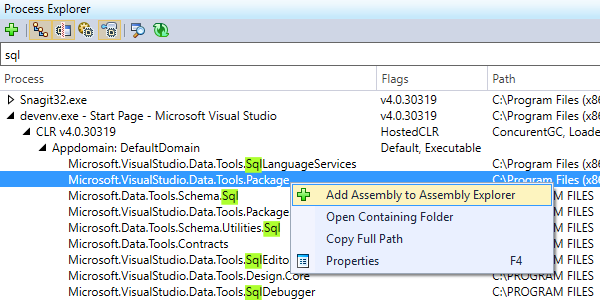 Process Explorer
sql
Process Flags Path
Snagit32.exe v4.0.30319 C:\Program Files (x8
devenv.exe - Start Page - Microsoft Visual Studio v4.0.30319 C:\Program Files (x8
CLR v4.0.30319 HostedCLR ConcurentGC, Loade
Appdomain: DefaultDomain Default, Executable
Microsoft.VisualStudio.Data.Tools.SqlLanguageServices C:\Program Files (x8
Microsoft.VisualStudio.Data.Tools.Package C:\Program Files (x8
Microsoft.Data.Tools.Schema.Sql RAM FILES
Microsoft.VisualStudio.Data.Tools.Package RAM FILES
Microsoft.Data.Tools.Schema.Utilities.Sql RAM FILES
Microsoft.Data.Tools.Contracts RAM FILES
Microsoft.VisualStudio.Data.Tools.SqlEdito RAM FILES
Microsoft.VisualStudio.Data.Tools.Design.Core C:\PROGRAM FILES
Microsoft.VisualStudio.Data.Tools.SqlDebugger C:\PROGRAM FILES
Add Assembly to Assembly Explorer
Open Containing Folder
Copy Full Path
Properties F4